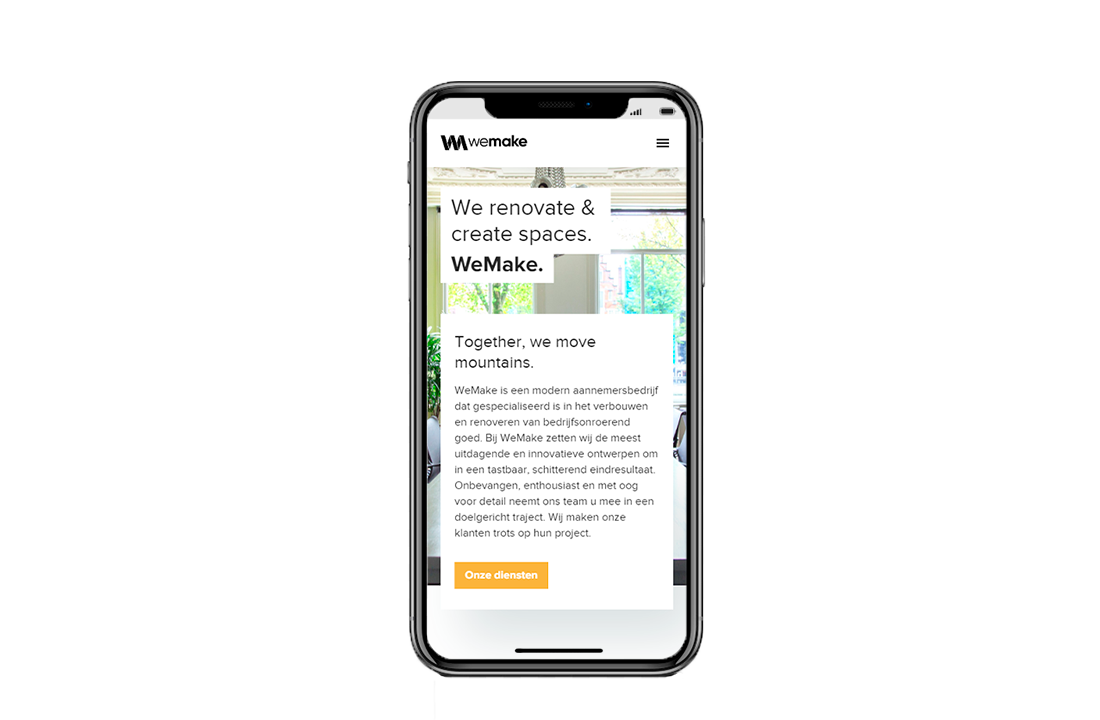 wemake
We renovate &
create spaces.
WeMake.
Together, we move
mountains.
WeMake is een modern aannemersbedrijf
dat gespecialiseerd is in het verbouwen
en renoveren van bedrijfsonroerend
goed. Bij WeMake zetten wij de meest
uitdagende en innovatieve ontwerpen om
in een tastbaar, schitterend eindresultaat.
Onbevangen, enthousiast en met oog
voor detail neemt ons team u mee in een
doelgericht traject. Wij maken onze
klanten trots op hun project.
Onze diensten